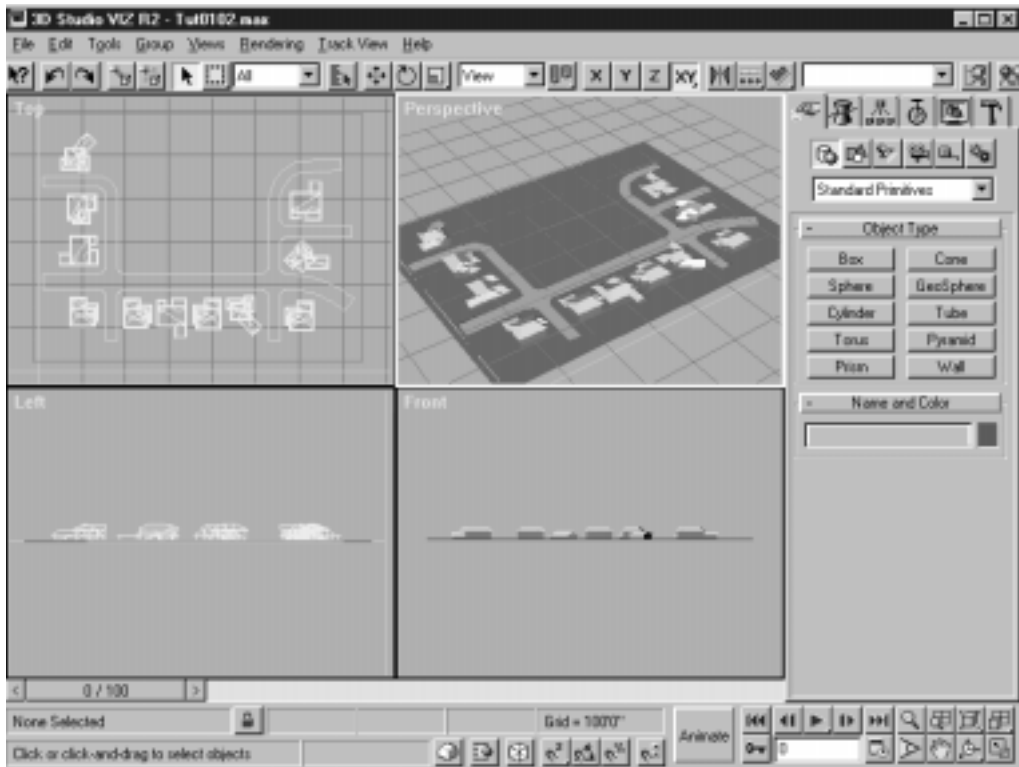 3D Studio VIZ R2 - Tut0102.max
File Edit Tools Group Views Rendering Track View Help
All View X Y Z XY
Top Perspective
Standard Primitives
Object Type
Box Cone
Sphere GeoSphere
Cylinder Tube
Torus Pyramid
Prism Wall
Name and Color
Left Front
0 / 100
None Selected Grid = 100'0"
Animate
Click or click-and-drag to select objects 0